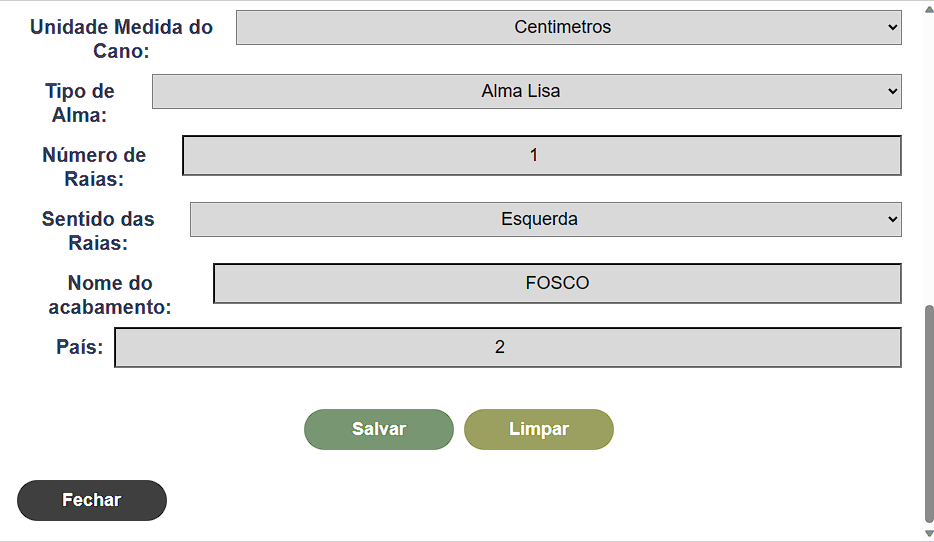 Unidade Medida do
Cano:
Centimetros
Tipo de
Alma:
Alma Lisa
Número de
Raias:
1
Sentido das
Raias:
Esquerda
Nome do
acabamento:
FOSCO
País:
2
Salvar
Limpar
Fechar